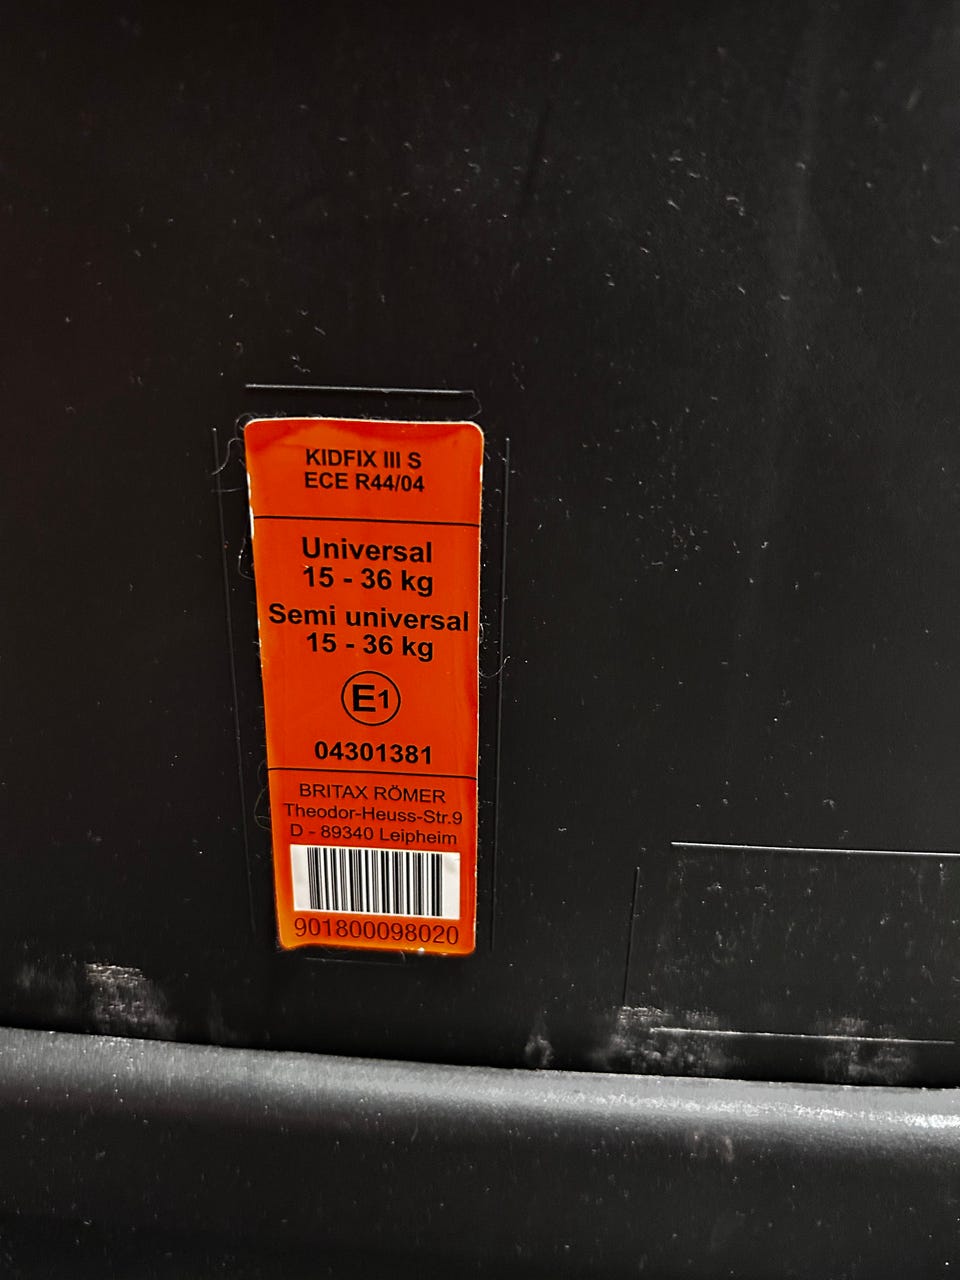 KIDFIX III S
ECE R44/04
Universal
15 - 36 kg
Semi universal
15 - 36 kg
E1
04301381
BRITAX RÖMER
Theodor-Heuss-Str.9
D - 89340 Leipheim
901800098020